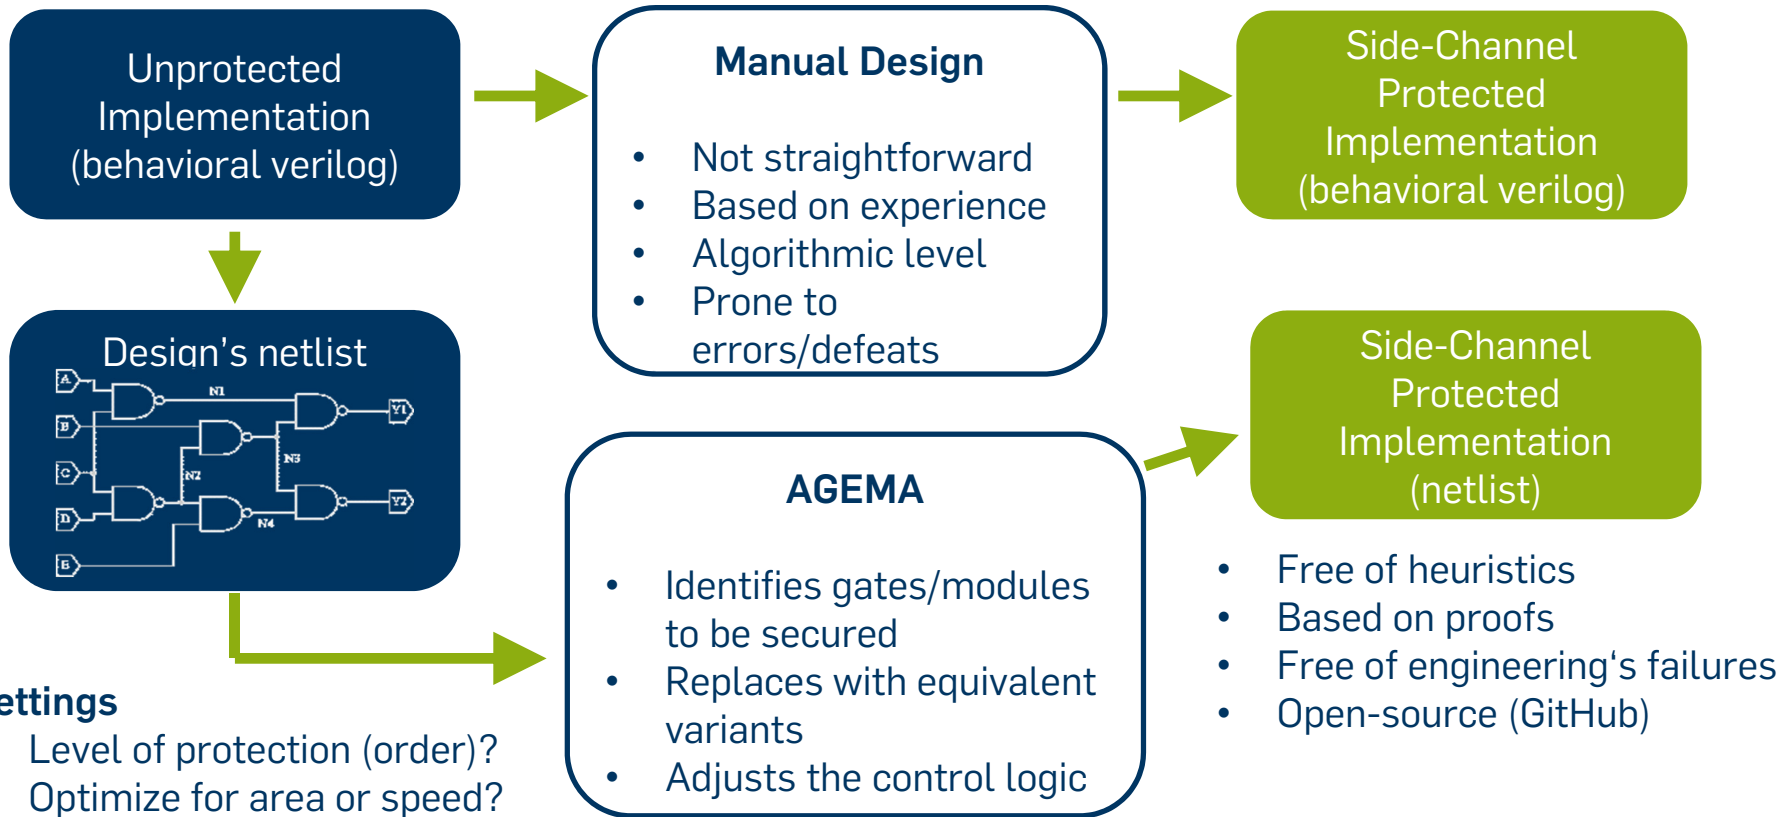 Unprotected
Implementation
(behavioral verilog)
Manual Design
• Not straightforward
• Based on experience
• Algorithmic level
• Prone to
errors/defeats
Side-Channel
Protected
Implementation
(behavioral verilog)
Design's netlist
A
B
C
D
E
N1
N2
N3
N4
Y1
Y2
AGEMA
• Identifies gates/modules
to be secured
• Replaces with equivalent
variants
• Adjusts the control logic
Side-Channel
Protected
Implementation
(netlist)
• Free of heuristics
• Based on proofs
• Free of engineering‘s failures
• Open-source (GitHub)
ettings
Level of protection (order)?
Optimize for area or speed?